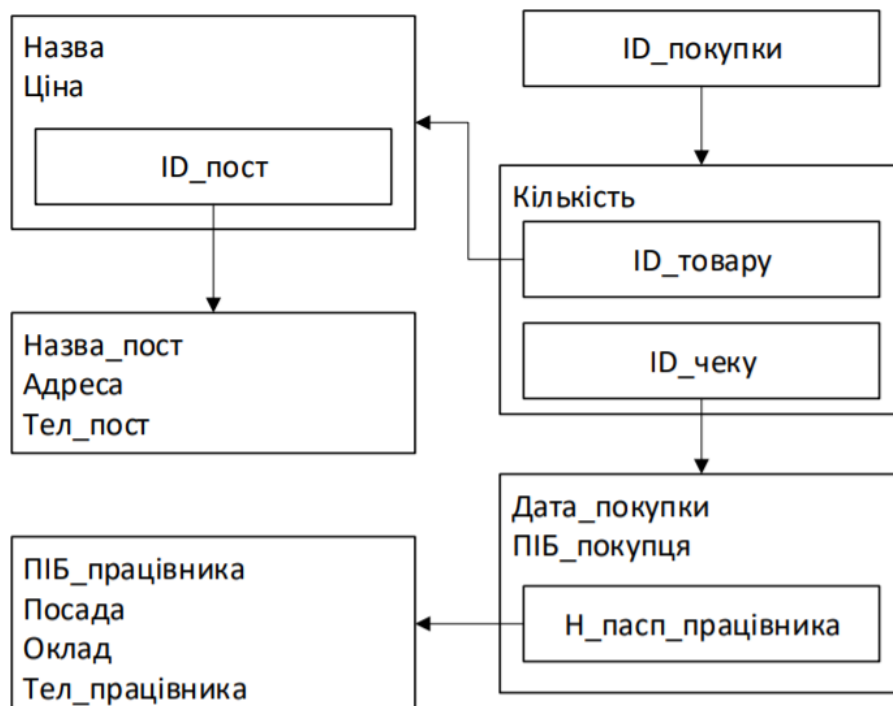 Назва
Ціна
ID_пост
Назва_пост
Адреса
Тел_пост
ПІБ_працівника
Посада
Оклад
Тел_працівника
ID_покупки
Кількість
ID_товару
ID_чеку
Дата_покупки
ПІБ_покупця
Н_пасп_працівника